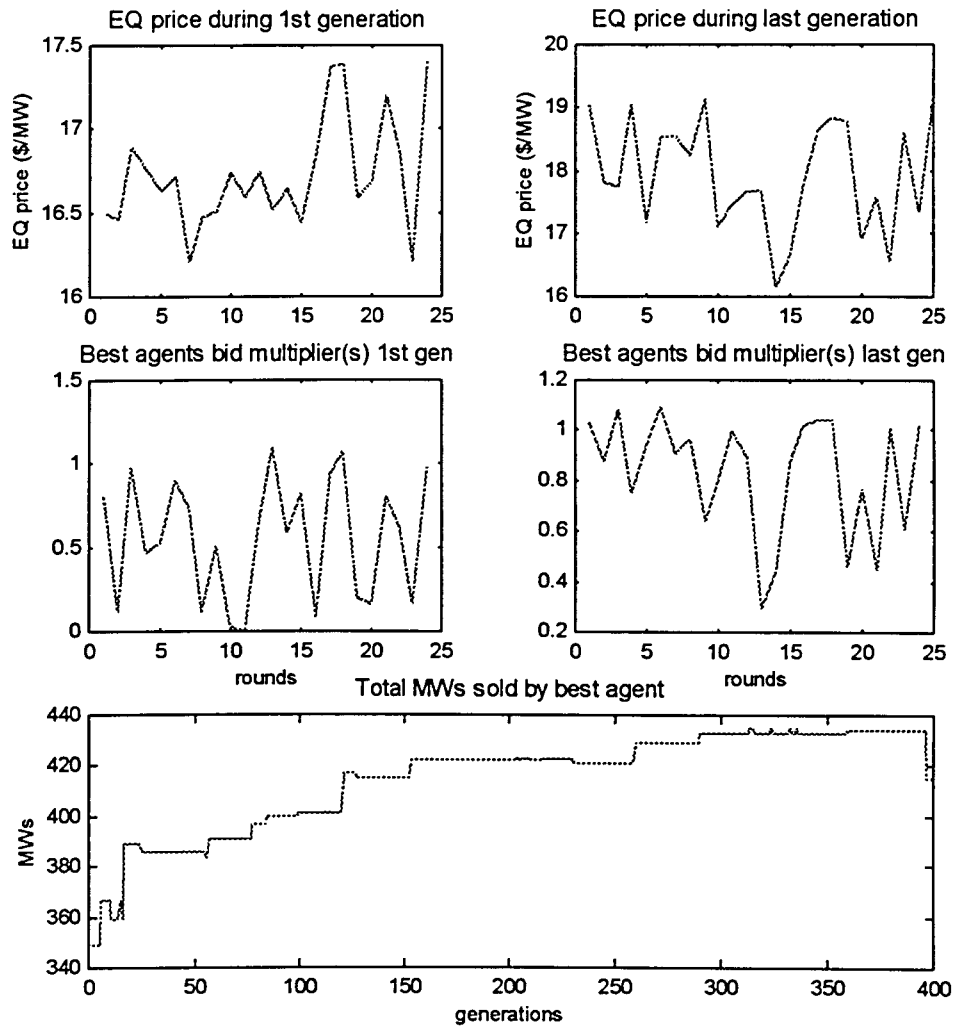 EQ price during 1st generation
EQ price during last generation
17.5
17
16.5
16
EQ price ($/MW)
0 5 10 15 20 25
20
19
18
17
16
EQ price ($/MW)
0 5 10 15 20 25
Best agents bid multiplier(s) 1st gen
Best agents bid multiplier(s) last gen
1.5
1
0.5
0
0 5 10 15 20 25
rounds
1.2
1
0.8
0.6
0.4
0.2
0 5 10 15 20 25
rounds
Total MWs sold by best agent
440
420
400
380
360
340
MWs
0 50 100 150 200 250 300 350 400
generations